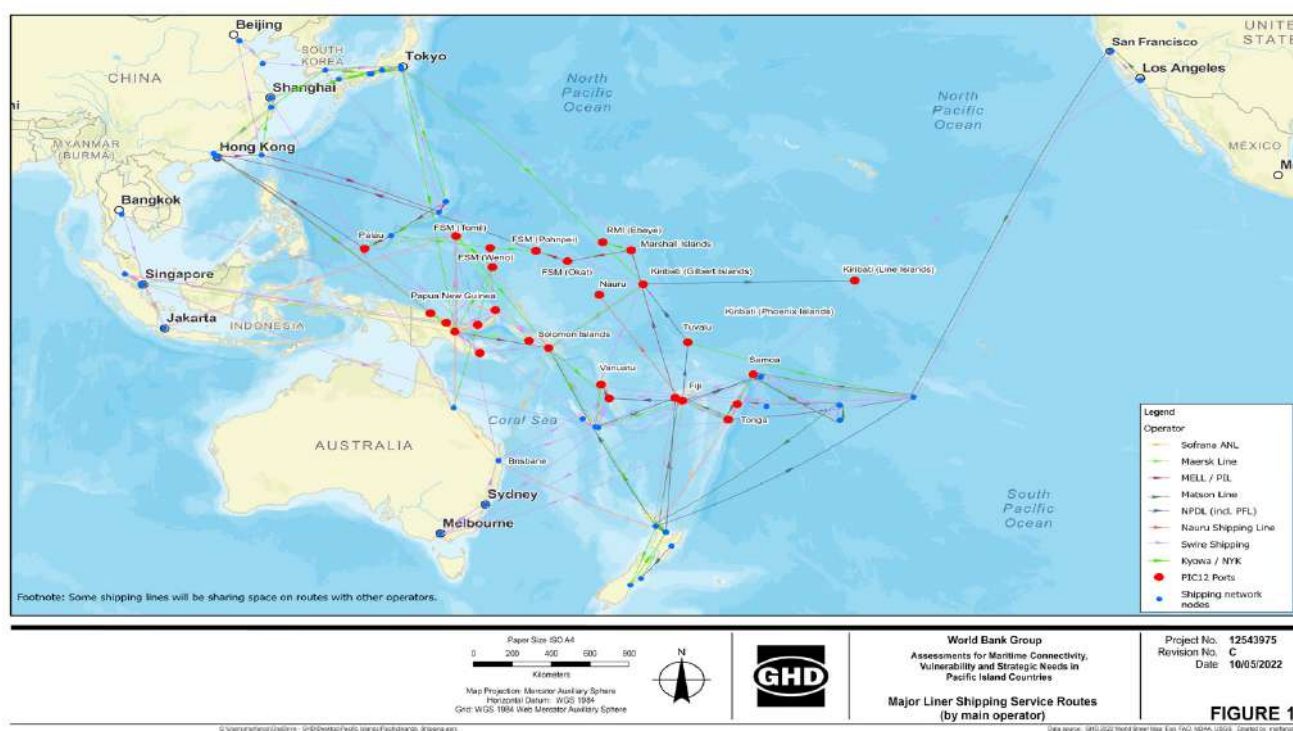 Beijing
SOUTH
KOREA
Tokyo
CHINA
Shanghai
North
Pacific
Ocean
North
Pacific
Ocean
UNITE
STATE
San Francisco
Los Angeles
MÉXICO
MYANMAR
(BURMA)
Hong Kong
Bangkok
Palau
FSM (Tomil)
FSM (Pohnpei)
FSM (Weno)
FSM (Okat)
RMI (Ebeye)
Marshall Islands
Kiribati (Gilbert Islands)
Kiribati (Line Islands)
Singapore
Nauru
Papua New Guinea
Kiribati (Phoenix Islands)
Jakarta
INDONESIA
Solomon Islands
Tuvalu
Samoa
Vanuatu
Fiji
Tonga
Coral Sea
AUSTRALIA
Brisbane
Sydney
Melbourne
South
Pacific
Ocean
Legend
Operator
Sofrana ANL
Maersk Line
MELL / PIL
Matson Line
NPDL (incl. PFL)
Nauru Shipping Line
Swire Shipping
Kyowa / NYK
PIC12 Ports
Shipping network
nodes
Footnote: Some shipping lines will be sharing space on routes with other operators.
Paper Size ISO A4
0 200 400 600 800
Kilometers
Map Projection: Mercator Auxiliary Sphere
Horizontal Datum: WGS 1984
Grid: WGS 1984 Web Mercator Auxiliary Sphere
N
GHD
World Bank Group
Assessments for Maritime Connectivity,
Vulnerability and Strategic Needs in
Pacific Island Countries
Major Liner Shipping Service Routes
(by main operator)
Project No. 12543975
Revision No. C
Date 10/05/2022
FIGURE 1